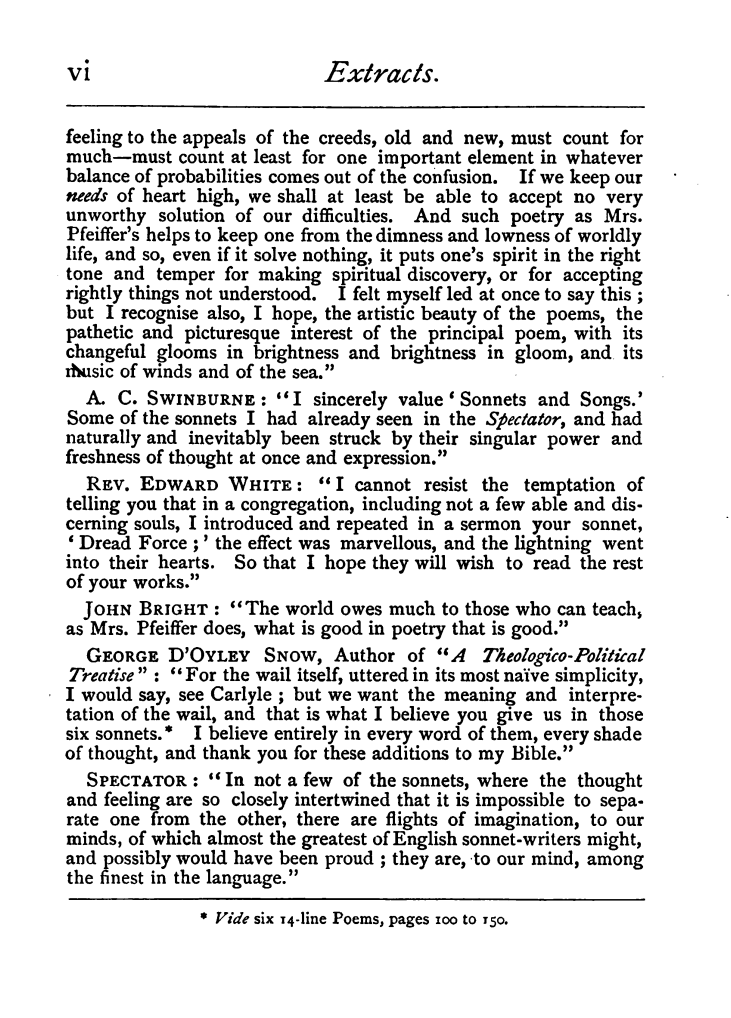 vi Extracts.
feeling to the appeals of the creeds, old and new, must count for
much—must count at least for one important element in whatever
balance of probabilities comes out of the confusion. If we keep our
needs of heart high, we shall at least be able to accept no very
unworthy solution of our difficulties. And such poetry as Mrs.
Pfeiffer's helps to keep one from the dimness and lowness of worldly
life, and so, even if it solve nothing, it puts one's spirit in the right
tone and temper for making spiritual discovery, or for accepting
rightly things not understood. I felt myself led at once to say this ;
but I recognise also, I hope, the artistic beauty of the poems, the
pathetic and picturesque interest of the principal poem, with its
changeful glooms in brightness and brightness in gloom, and its
music of winds and of the sea."
A. C. SWINBURNE : "I sincerely value 'Sonnets and Songs.'
Some of the sonnets I had already seen in the Spectator, and had
naturally and inevitably been struck by their singular power and
freshness of thought at once and expression."
REV. EDWARD WHITE : "I cannot resist the temptation of
telling you that in a congregation, including not a few able and dis-
cerning souls, I introduced and repeated in a sermon your sonnet,
'Dread Force ;' the effect was marvellous, and the lightning went
into their hearts. So that I hope they will wish to read the rest
of your works."
JOHN BRIGHT : "The world owes much to those who can teach,
as Mrs. Pfeiffer does, what is good in poetry that is good."
GEORGE D'OYLEY SNOW, Author of "A Theologico-Political
Treatise" : "For the wail itself, uttered in its most naïve simplicity,
I would say, see Carlyle ; but we want the meaning and interpre-
tation of the wail, and that is what I believe you give us in those
six sonnets.* I believe entirely in every word of them, every shade
of thought, and thank you for these additions to my Bible."
SPECTATOR : "In not a few of the sonnets, where the thought
and feeling are so closely intertwined that it is impossible to sepa-
rate one from the other, there are flights of imagination, to our
minds, of which almost the greatest of English sonnet-writers might,
and possibly would have been proud ; they are, to our mind, among
the finest in the language."
* Vide six 14-line Poems, pages 100 to 150.